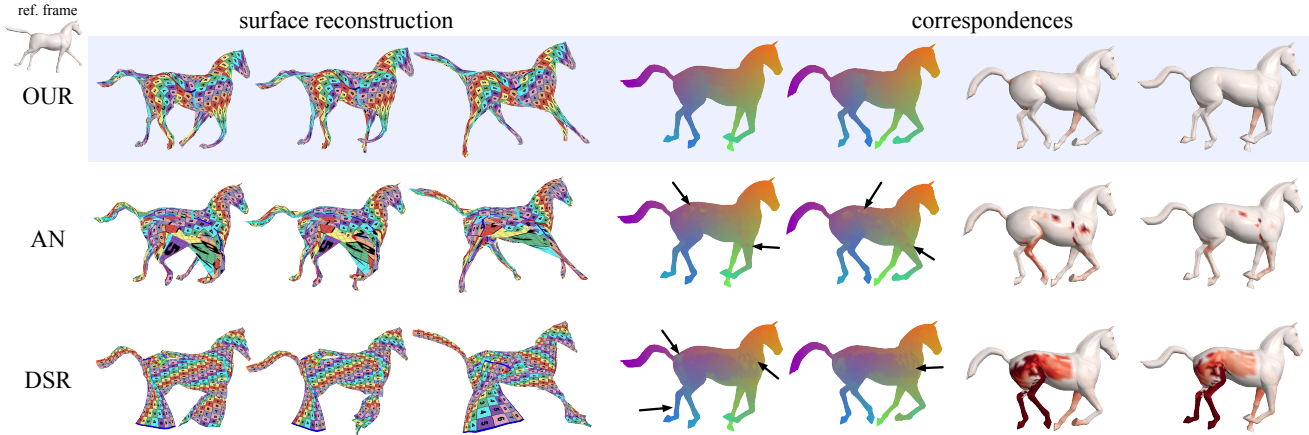 ref. frame
surface reconstruction
correspondences
OUR
AN
DSR